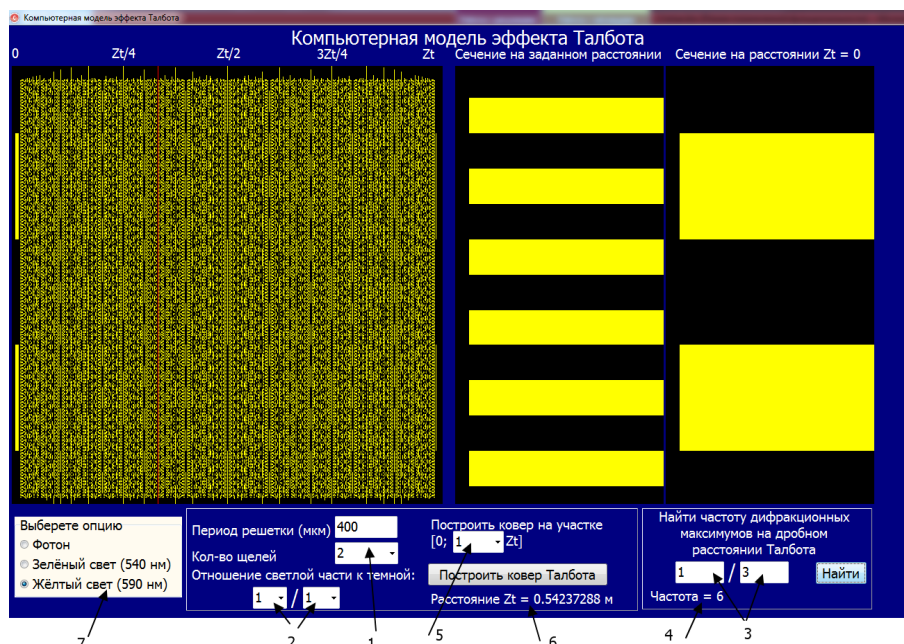 Компьютерная модель эффекта Талбота
Компьютерная модель эффекта Талбота
0 Zt/4 Zt/2 3Zt/4 Zt Сечение на заданном расстоянии Сечение на расстоянии Zt = 0
Выберете опцию
Фотон
Зелёный свет (540 нм)
Жёлтый свет (590 нм)
Период решетки (мкм) 400
Кол-во щелей 2
Отношение светлой части к темной:
1 / 1
Построить ковер на участке
[0; 1 Zt]
Построить ковер Талбота
Расстояние Zt = 0.54237288 м
Найти частоту дифракционных
максимумов на дробном
расстоянии Талбота
1 / 3 Найти
Частота = 6
7 2 1 5 6 4 3